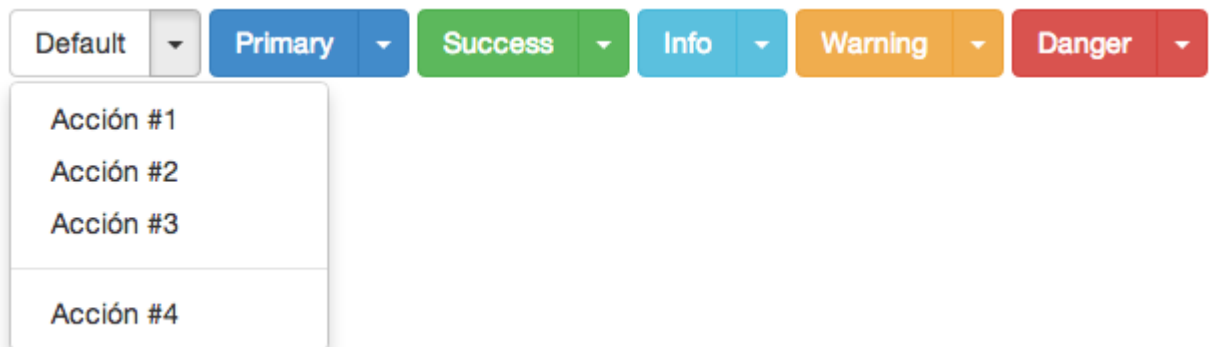 Default Primary Success Info Warning Danger
Acción #1
Acción #2
Acción #3
Acción #4